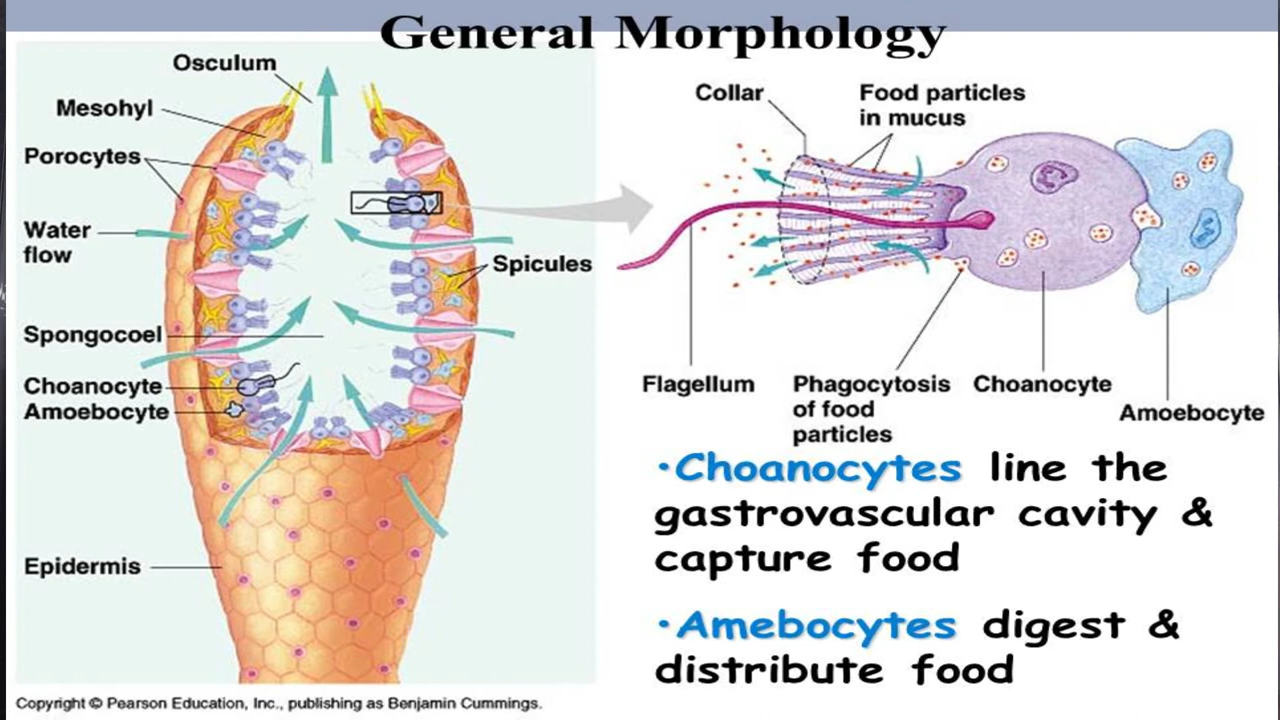 General Morphology
Osculum
Mesohyl
Porocytes
Water
flow
Spicules
Spongocoel
Choanocyte
Amoebocyte
Epidermis
Collar
Food particles
in mucus
Flagellum
Phagocytosis
of food
particles
Choanocyte
Amoebocyte
•Choanocytes line the
gastrovascular cavity &
capture food
•Amebocytes digest &
distribute food
Copyright © Pearson Education, Inc., publishing as Benjamin Cummings.